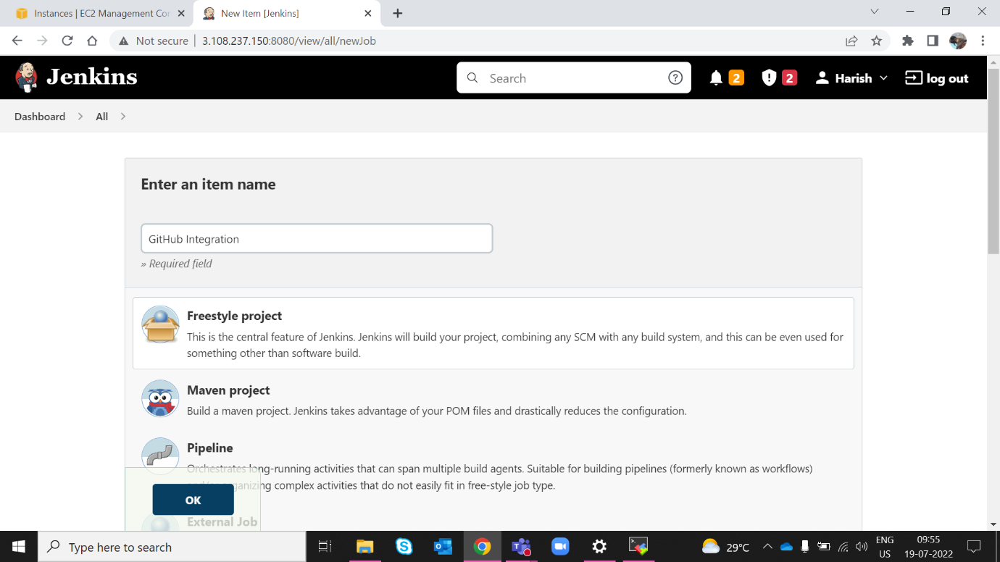 Instances | EC2 Management Con
New Item [Jenkins]
Not secure
3.108.237.150:8080/view/all/newJob
Jenkins
Search
2
2
Harish
log out
Dashboard
All
Enter an item name
GitHub Integration
» Required field
Freestyle project
This is the central feature of Jenkins. Jenkins will build your project, combining any SCM with any build system, and this can be even used for
something other than software build.
Maven project
Build a maven project. Jenkins takes advantage of your POM files and drastically reduces the configuration.
Pipeline
Orchestrates long-running activities that can span multiple build agents. Suitable for building pipelines (formerly known as workflows)
organizing complex activities that do not easily fit in free-style job type.
OK
External Job
Type here to search
29°C
ENG
US
09:55
19-07-2022